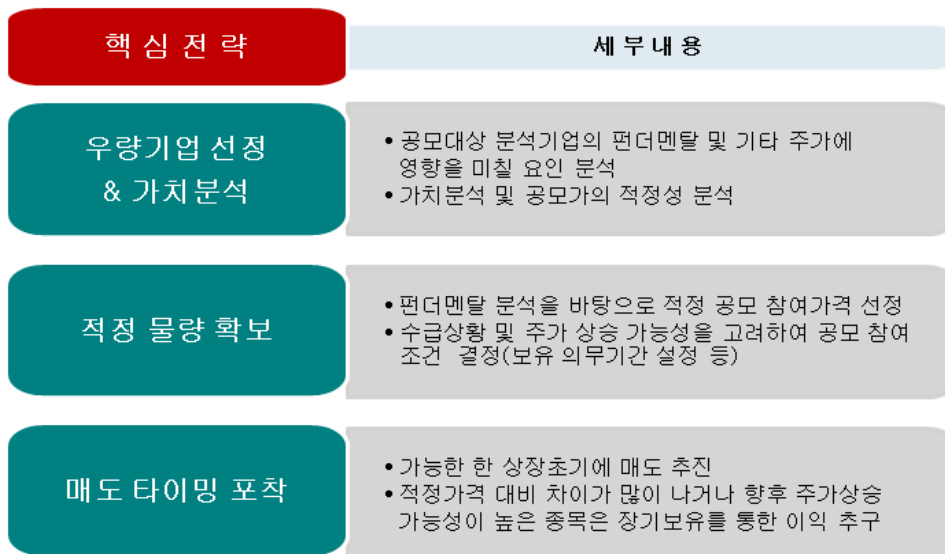 핵심 전략
세부내용
우량기업 선정
& 가치분석
• 공모대상 분석기업의 펀더멘탈 및 기타 주가에
영향을 미칠 요인 분석
• 가치분석 및 공모가의 적정성 분석
적정 물량 확보
• 펀더멘탈 분석을 바탕으로 적정 공모 참여가격 선정
• 수급상황 및 주가 상승 가능성을 고려하여 공모 참여
조건 결정(보유 의무기간 설정 등)
매도 타이밍 포착
• 가능한 한 상장초기에 매도 추진
• 적정가격 대비 차이가 많이 나거나 향후 주가상승
가능성이 높은 종목은 장기보유를 통한 이익 추구